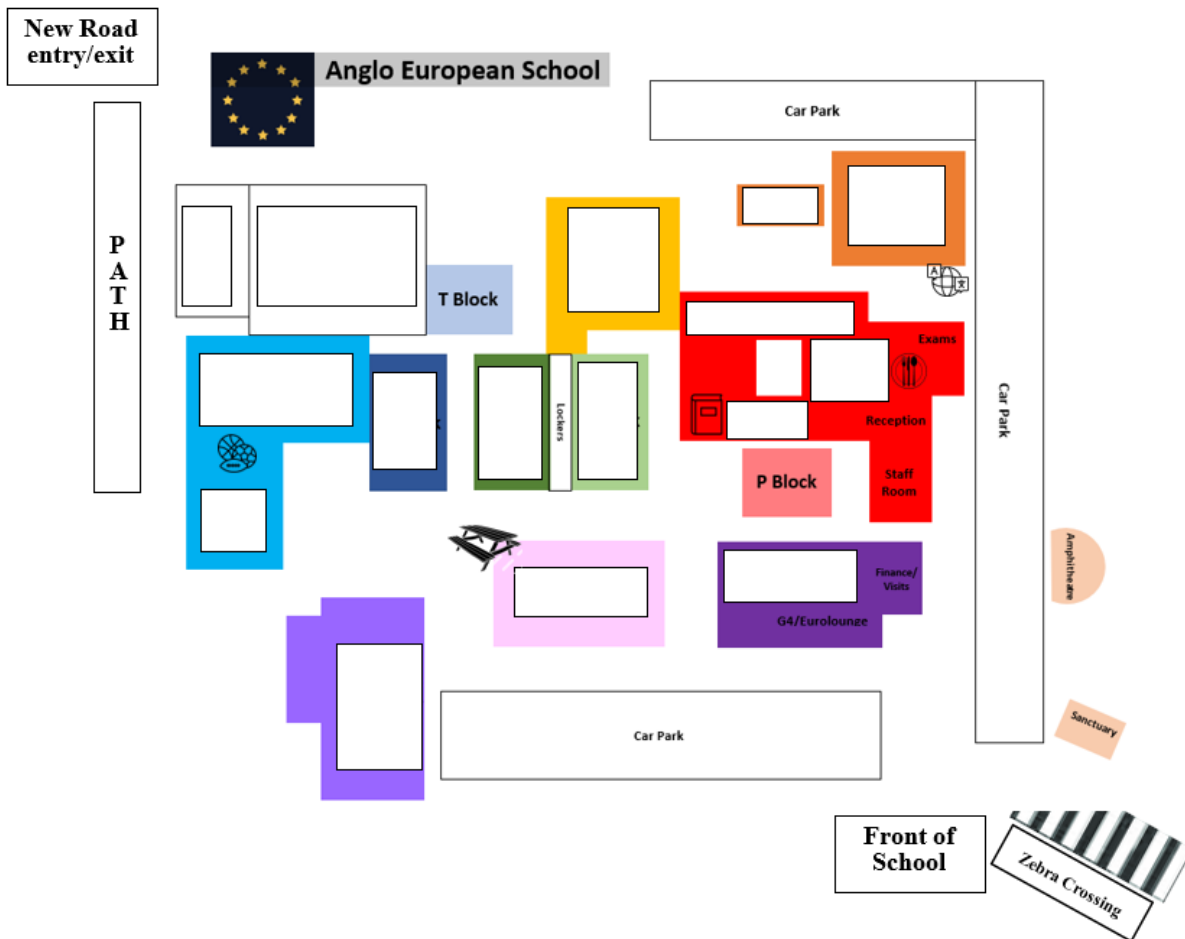 New Road
entry/exit
Anglo European School
Car Park
P
A
T
H
T Block
A
文
Exams
Lockers
Reception
Car Park
P Block
Staff
Room
Amphitheatre
Finance/
Visits
G4/Eurolounge
Sanctuary
Car Park
Front of
School
Zebra Crossing